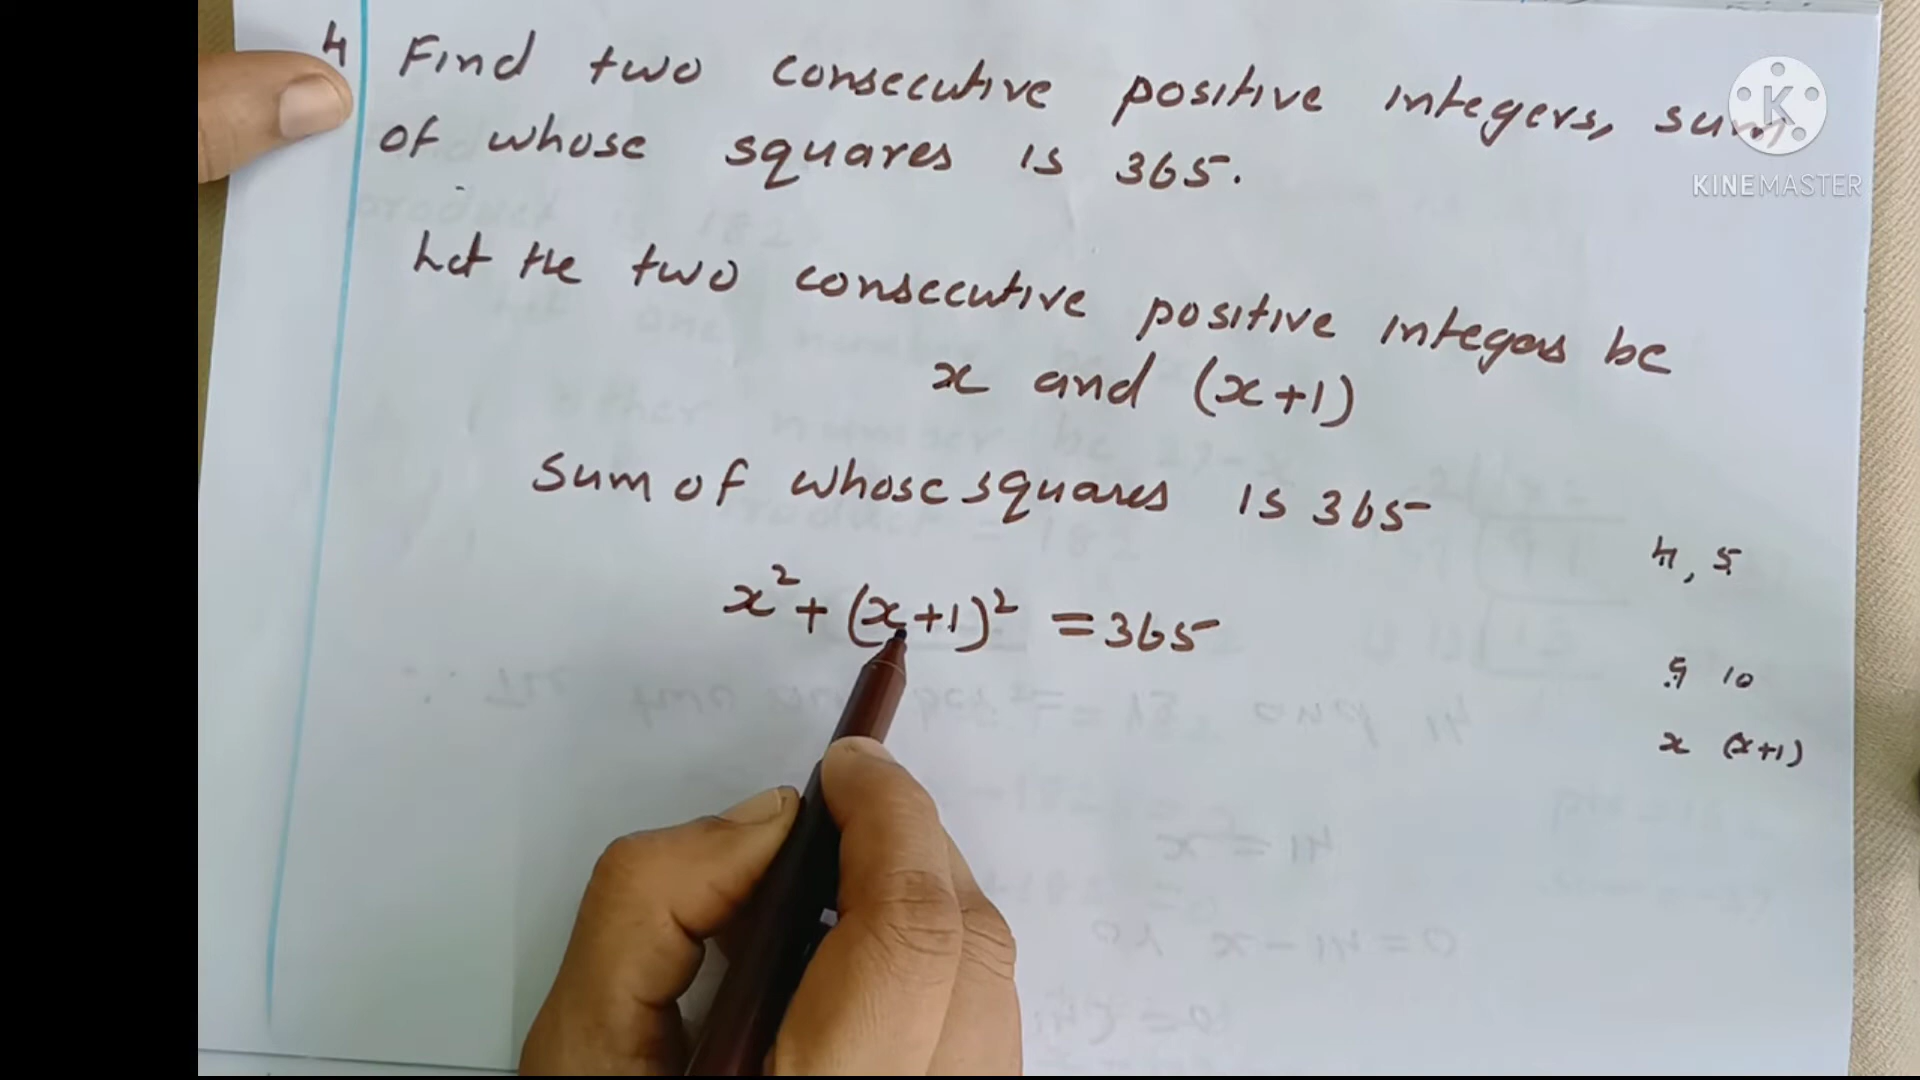 4 Find two consecutive positive integers, sum
of whose squares is 365.
Let the two consecutive positive integers be
x and (x+1)
Sum of whose squares is 365
x² + (x+1)² = 365
4, 5
9 10
x (x+1)
K
KINEMASTER